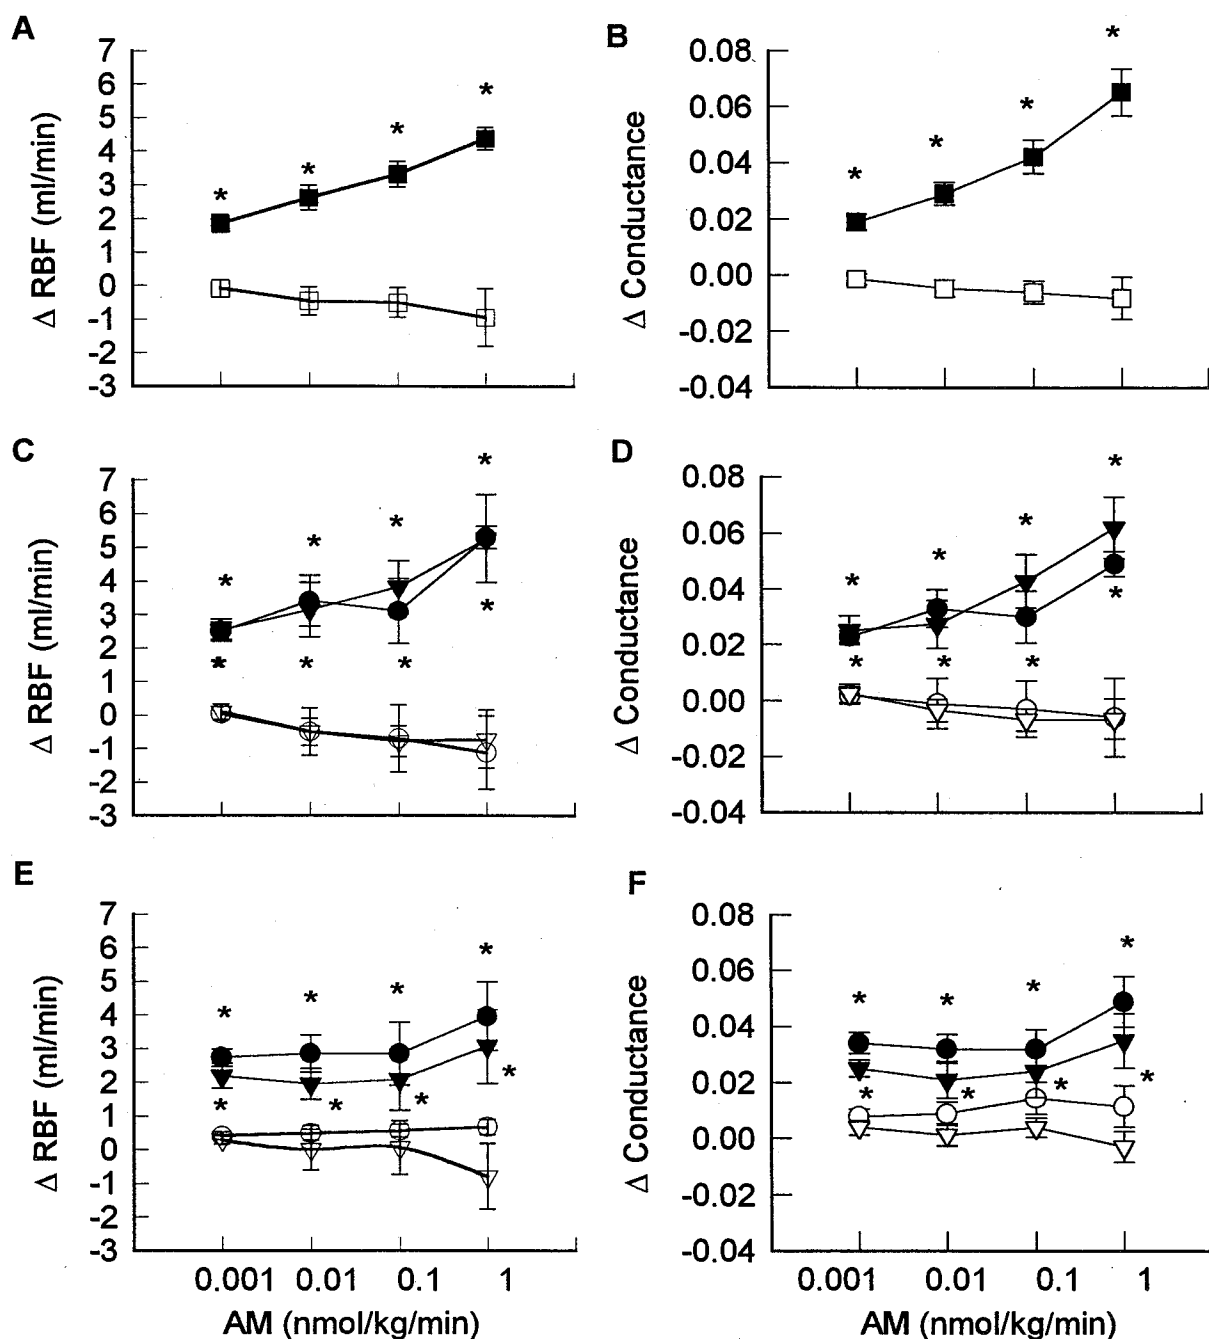 A
7
6
5
4
3
2
1
0
-1
-2
-3
Δ RBF (ml/min)
* * * *
B
0.08
0.06
0.04
0.02
0.00
-0.02
-0.04
Δ Conductance
* * * *
C
7
6
5
4
3
2
1
0
-1
-2
-3
Δ RBF (ml/min)
* * * *
* * * *
D
0.08
0.06
0.04
0.02
0.00
-0.02
-0.04
Δ Conductance
* * * *
* * * *
E
7
6
5
4
3
2
1
0
-1
-2
-3
Δ RBF (ml/min)
* * * *
* * * *
0.001 0.01 0.1 1
AM (nmol/kg/min)
F
0.08
0.06
0.04
0.02
0.00
-0.02
-0.04
Δ Conductance
* * * *
* * * *
0.001 0.01 0.1 1
AM (nmol/kg/min)